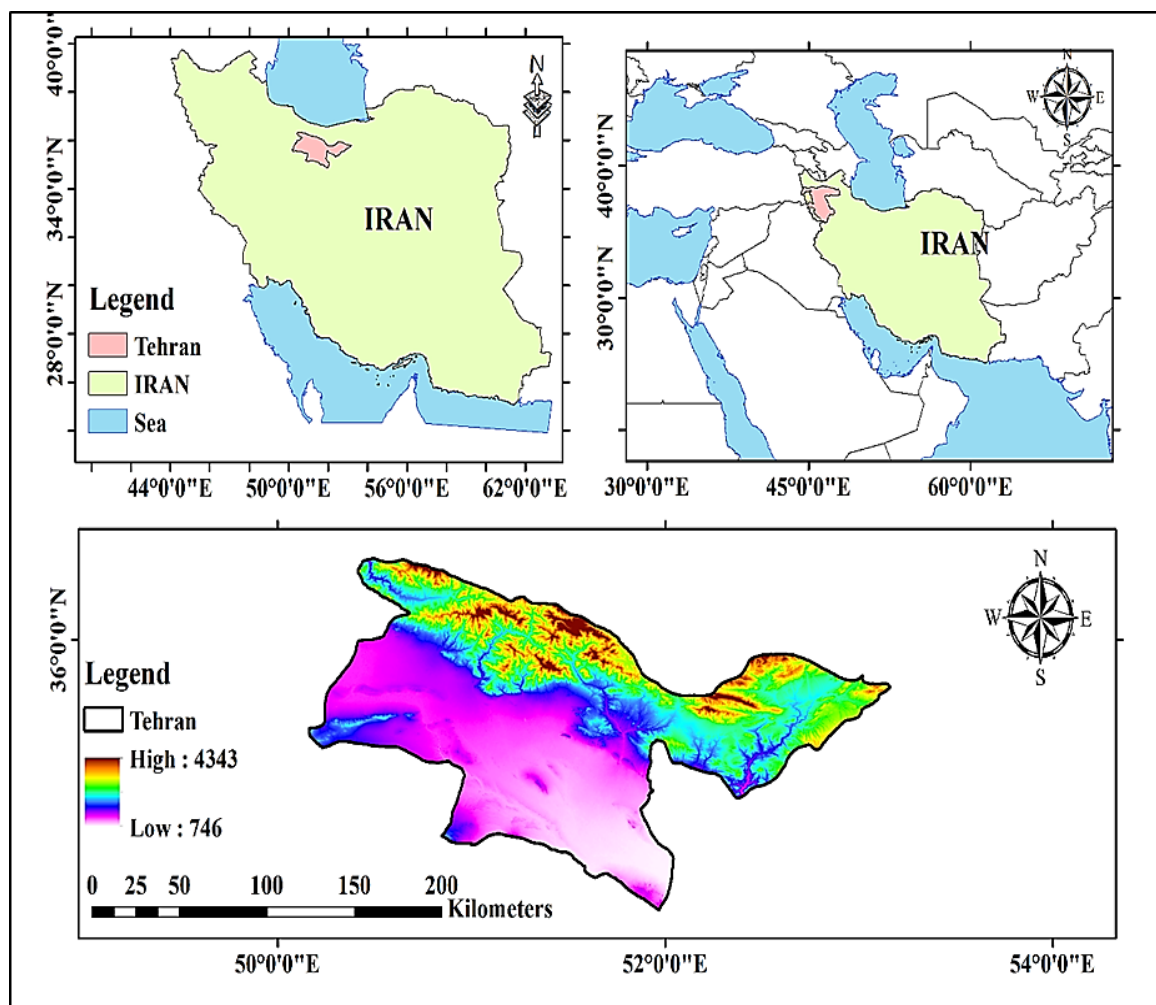 40°0'0"N
34°0'0"N
28°0'0"N
N
IRAN
Legend
Tehran
IRAN
Sea
44°0'0"E
50°0'0"E
56°0'0"E
62°0'0"E
40°0'0"N
30°0'0"N
N
W
E
S
IRAN
30°0'0"E
45°0'0"E
60°0'0"E
36°0'0"N
N
W
E
S
Legend
Tehran
High : 4343
Low : 746
0 25 50 100 150 200
Kilometers
50°0'0"E
52°0'0"E
54°0'0"E